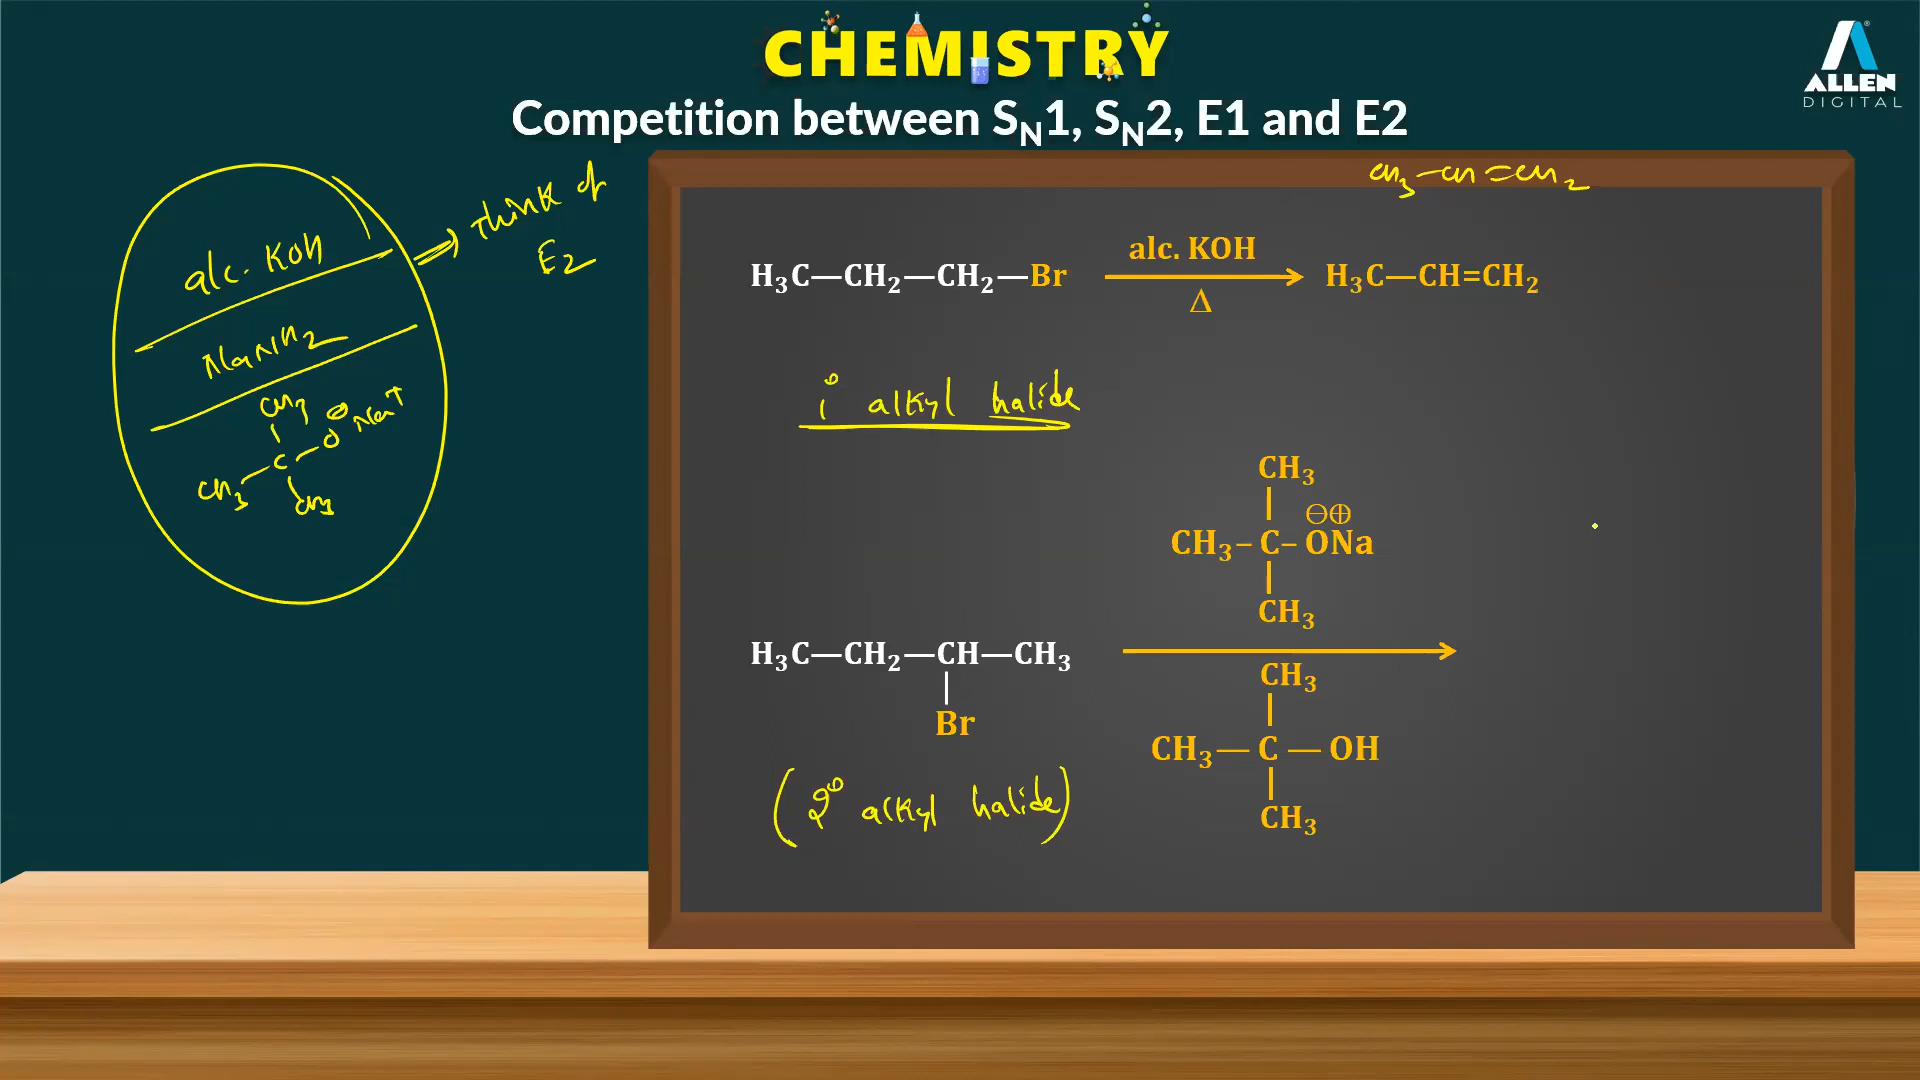 CHEMISTRY
ALLEN
DIGITAL
Competition between S_N1, S_N2, E1 and E2
alc. KOH
NaNH₂
CH₃
CH₃ C O⊖ Na⁺
CH₃
⇒ Think of
E2
CH₃—CH=CH₂
H₃C—CH₂—CH₂—Br
alc. KOH
Δ
H₃C—CH=CH₂
1° alkyl halide
CH₃
⊖⊕
CH₃– C– ONa
CH₃
H₃C—CH₂—CH—CH₃
Br
CH₃
CH₃— C — OH
CH₃
(2° alkyl halide)